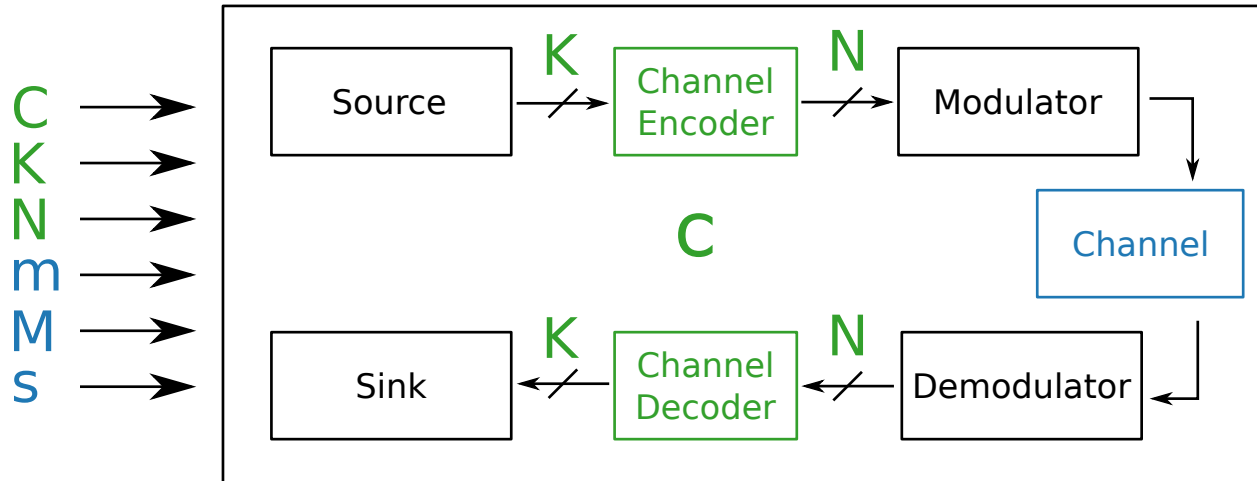 C
K
N
m
M
s
Source
K
Channel
Encoder
N
Modulator
C
Channel
Sink
K
Channel
Decoder
N
Demodulator